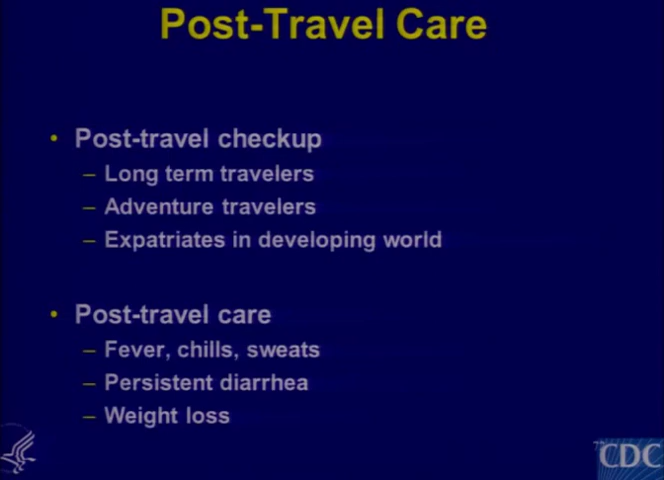 Post-Travel Care
• Post-travel checkup
– Long term travelers
– Adventure travelers
– Expatriates in developing world
• Post-travel care
– Fever, chills, sweats
– Persistent diarrhea
– Weight loss
CDC